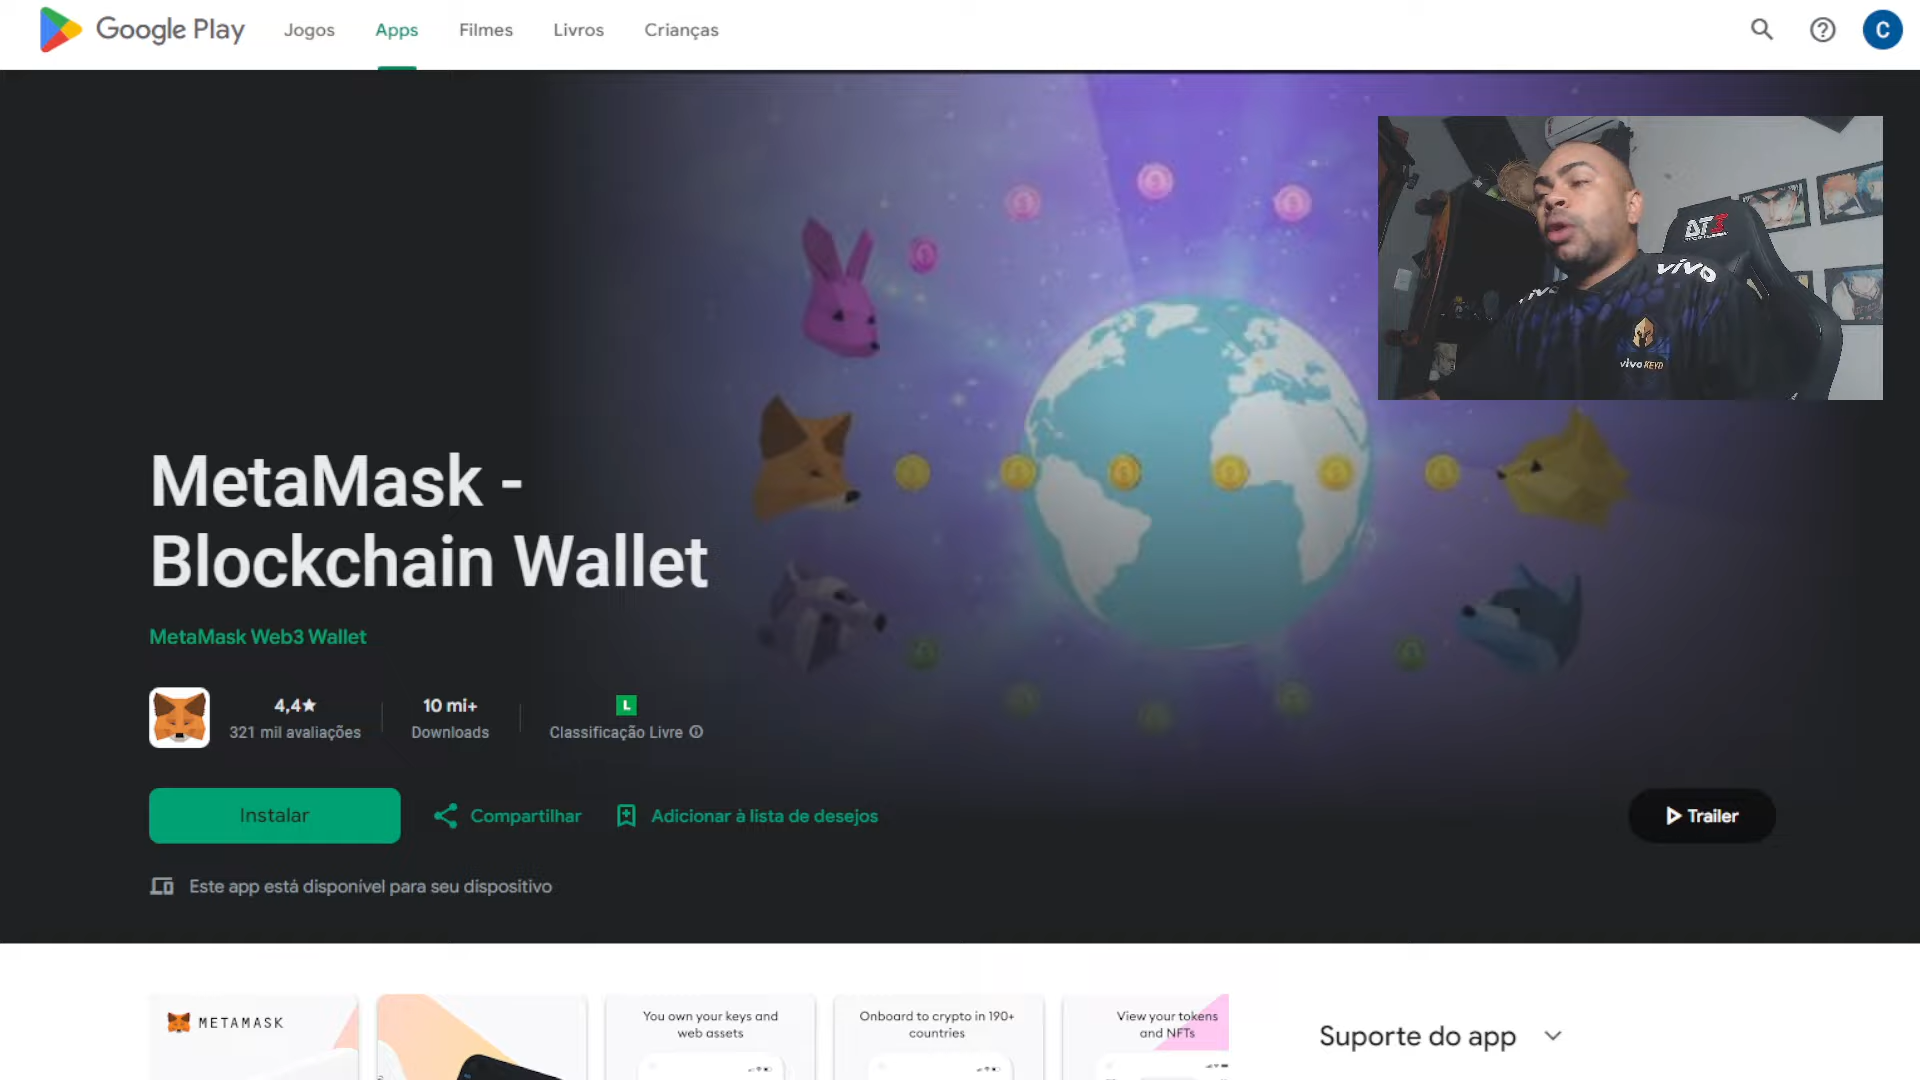 Google Play
Jogos
Apps
Filmes
Livros
Crianças
C
DTX
vivo
vivo KEYD
MetaMask -
Blockchain Wallet
MetaMask Web3 Wallet
4,4★
321 mil avaliações
10 mi+
Downloads
L
Classificação Livre
Instalar
Compartilhar
Adicionar à lista de desejos
Trailer
Este app está disponível para seu dispositivo
METAMASK
You own your keys and
web assets
Onboard to crypto in 190+
countries
View your tokens
and NFTs
Suporte do app